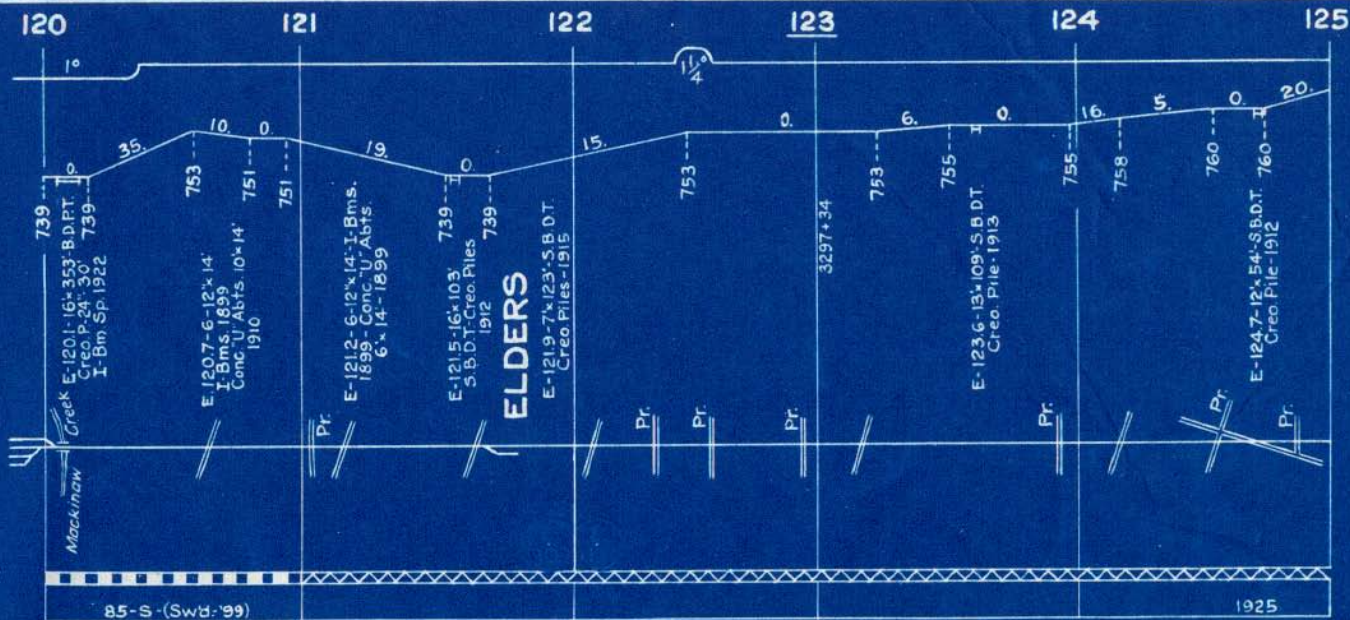 120 121 122 123 124 125
1° 1¼°
0. 35. 10. 0. 19. 0. 15. 0. 6. 0. 16. 5. 0. 20.
739 739 753 751 751 739 739 753 753 755 755 758 760 760
E-120.1-16'x353'-B.D.P.T.
Creo. P.-24", 30"
I-Bm. Sp. 1922
E.120.7-6-12"x14'
I-Bms. 1899
Conc. "U" Abts. 10'x14'
1910
E-121.2-6-12"x14'-I-Bms.
1899-Conc. "U" Abts.
6'x14'-1899
E-121.5-16'x103'
S.B.D.T-Creo. Piles
1912
ELDERS
E-121.9-7'x123'-S.B.D.T
Creo. Piles-1915
3297+34
E-123.6-13'x109'-S.B.D.T.
Creo. Pile-1913
E-124.7-12'x54'-S.B.D.T.
Creo. Pile-1912
Mackinaw Creek
Pr. Pr. Pr. Pr. Pr. Pr. Pr.
85-S-(Sw'd.-'99)
1925